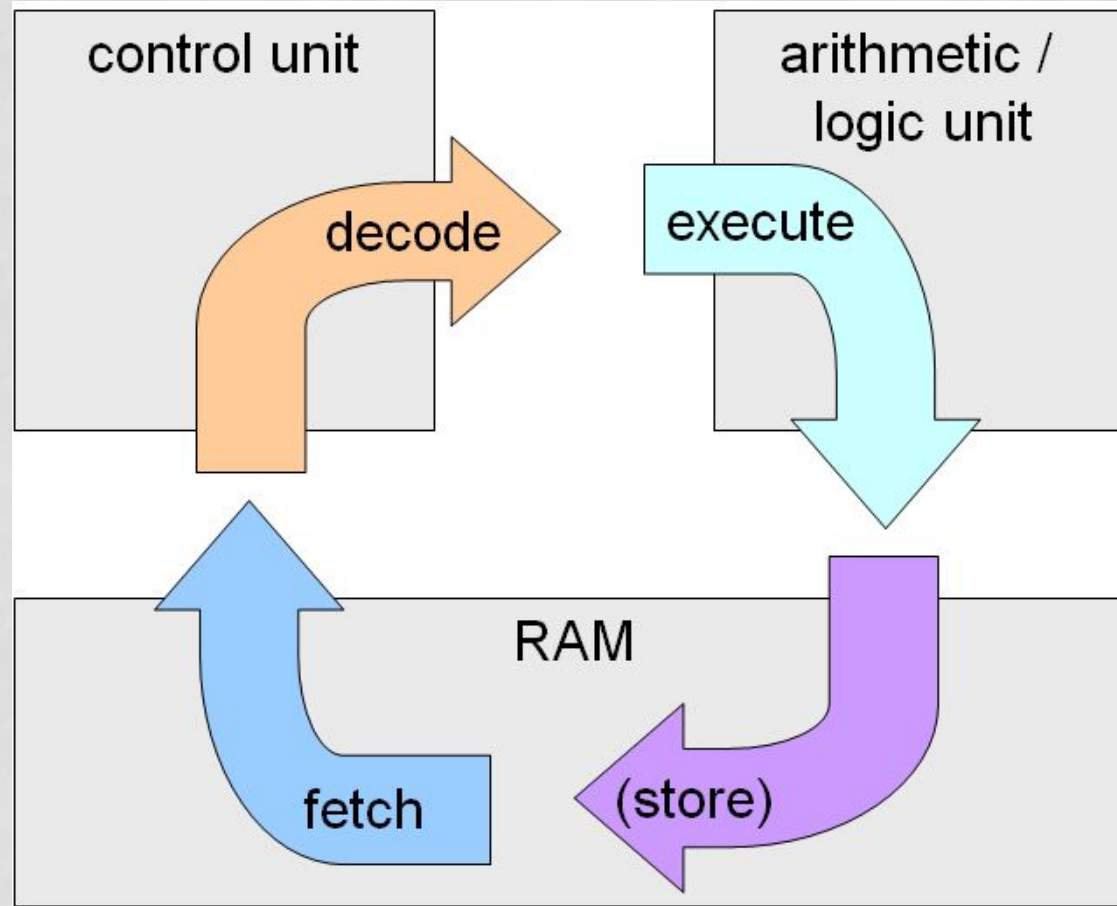 control unit
arithmetic /
logic unit
decode
execute
RAM
fetch
(store)